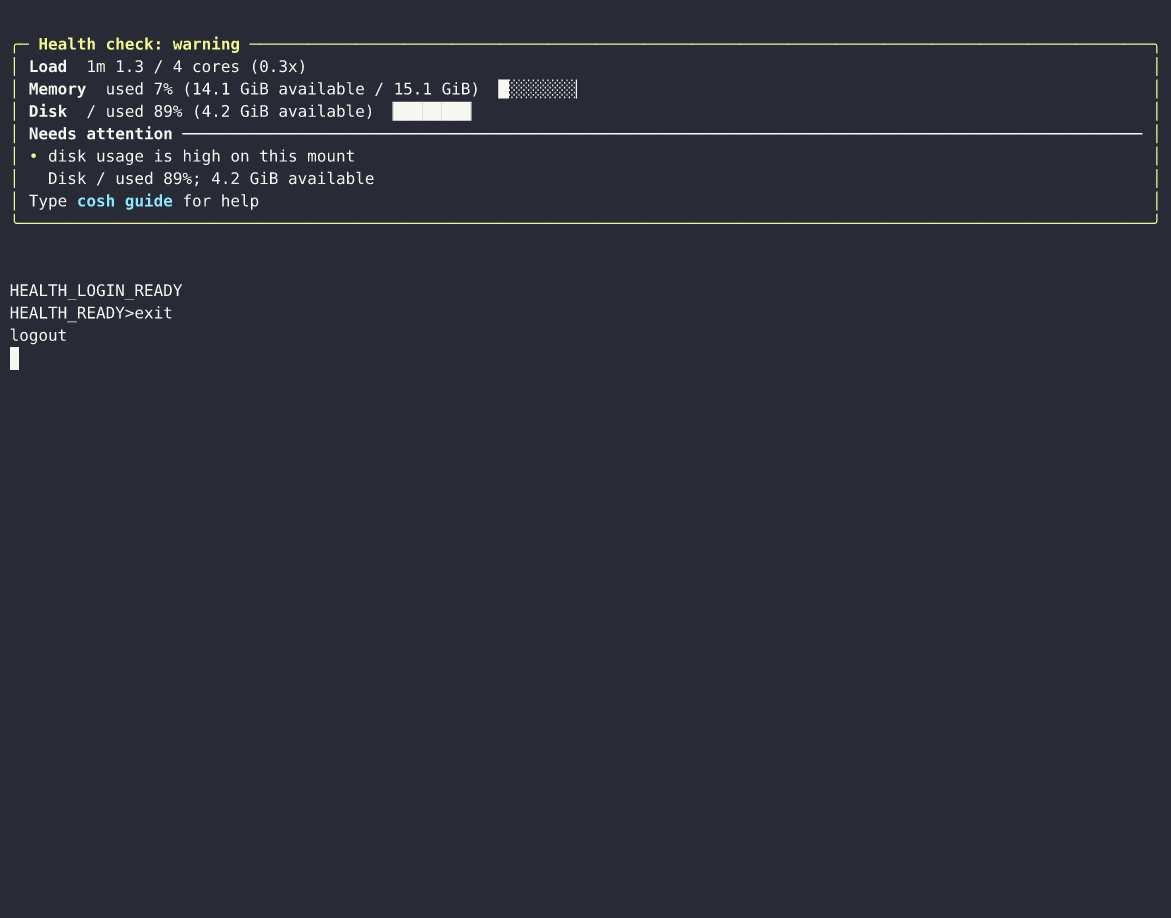 Health check: warning
Load  1m 1.3 / 4 cores (0.3x)
Memory  used 7% (14.1 GiB available / 15.1 GiB)
Disk  / used 89% (4.2 GiB available)
Needs attention
• disk usage is high on this mount
Disk / used 89%; 4.2 GiB available
Type cosh guide for help
HEALTH_LOGIN_READY
HEALTH_READY>exit
logout